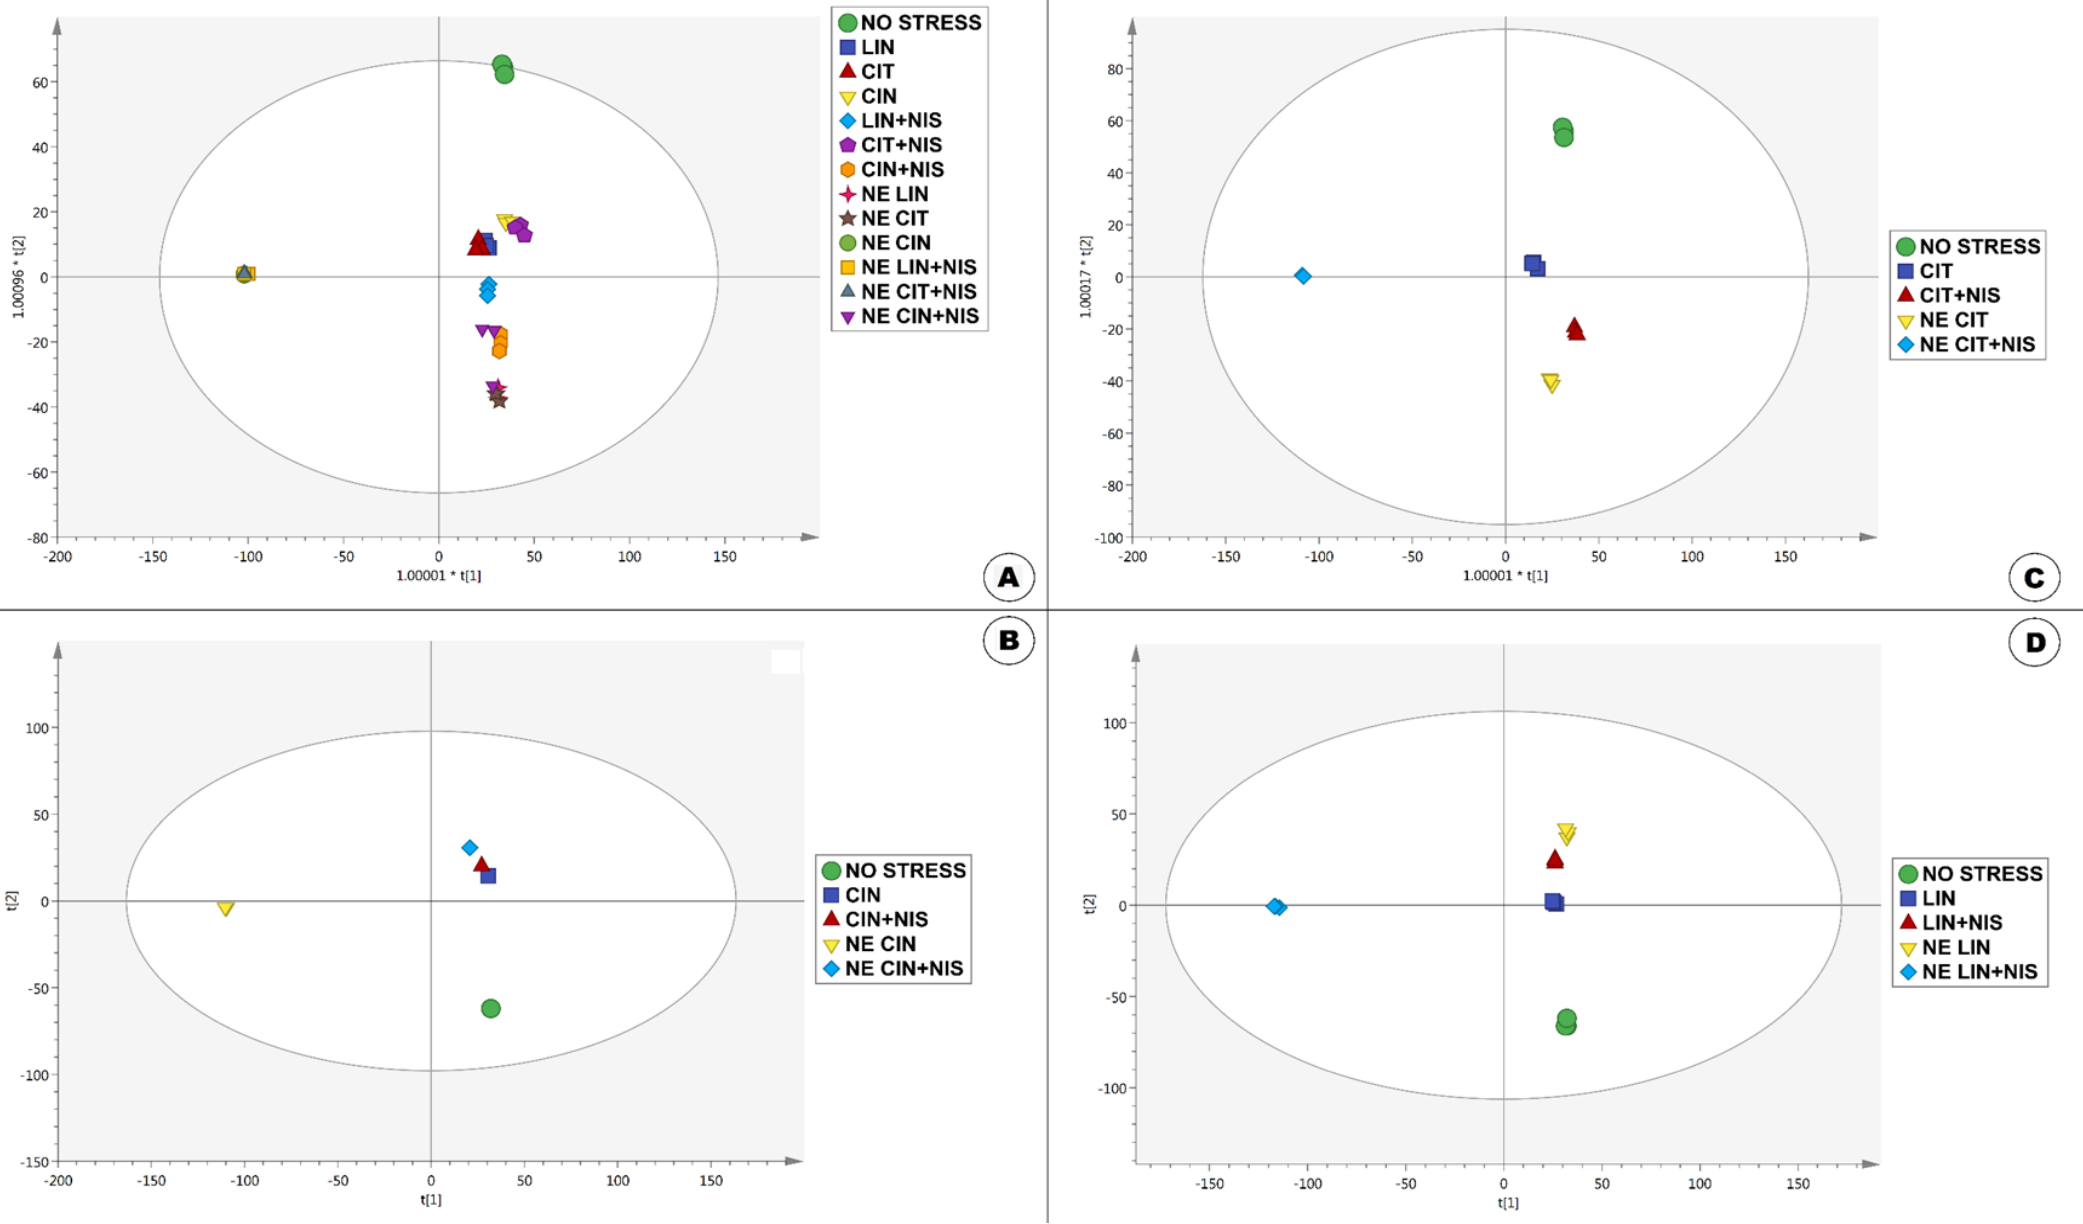 60
40
20
0
-20
-40
-60
-80
1.00096 * t[2]
-200 -150 -100 -50 0 50 100 150
1.00001 * t[1]
NO STRESS
LIN
CIT
CIN
LIN+NIS
CIT+NIS
CIN+NIS
NE LIN
NE CIT
NE CIN
NE LIN+NIS
NE CIT+NIS
NE CIN+NIS
A
80
60
40
20
0
-20
-40
-60
-80
-100
1.00017 * t[2]
-200 -150 -100 -50 0 50 100 150
1.00001 * t[1]
NO STRESS
CIT
CIT+NIS
NE CIT
NE CIT+NIS
C
B
100
50
0
-50
-100
-150
t[2]
-200 -150 -100 -50 0 50 100 150
t[1]
NO STRESS
CIN
CIN+NIS
NE CIN
NE CIN+NIS
D
100
50
0
-50
-100
t[2]
-150 -100 -50 0 50 100 150
t[1]
NO STRESS
LIN
LIN+NIS
NE LIN
NE LIN+NIS